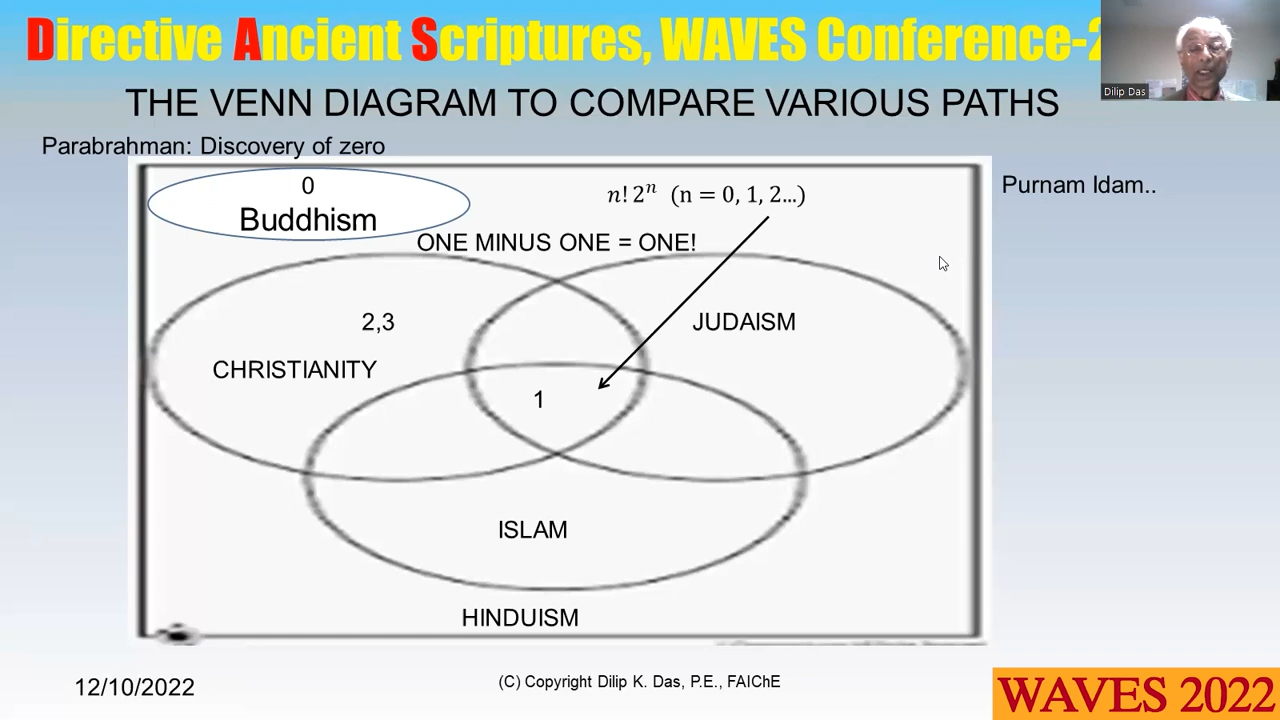 Directive Ancient Scriptures, WAVES Conference-2
Dilip Das
THE VENN DIAGRAM TO COMPARE VARIOUS PATHS
Parabrahman: Discovery of zero
Purnam Idam..
0
Buddhism
n! 2ⁿ (n = 0, 1, 2...)
ONE MINUS ONE = ONE!
2,3
JUDAISM
CHRISTIANITY
1
ISLAM
HINDUISM
12/10/2022
(C) Copyright Dilip K. Das, P.E., FAIChE
WAVES 2022